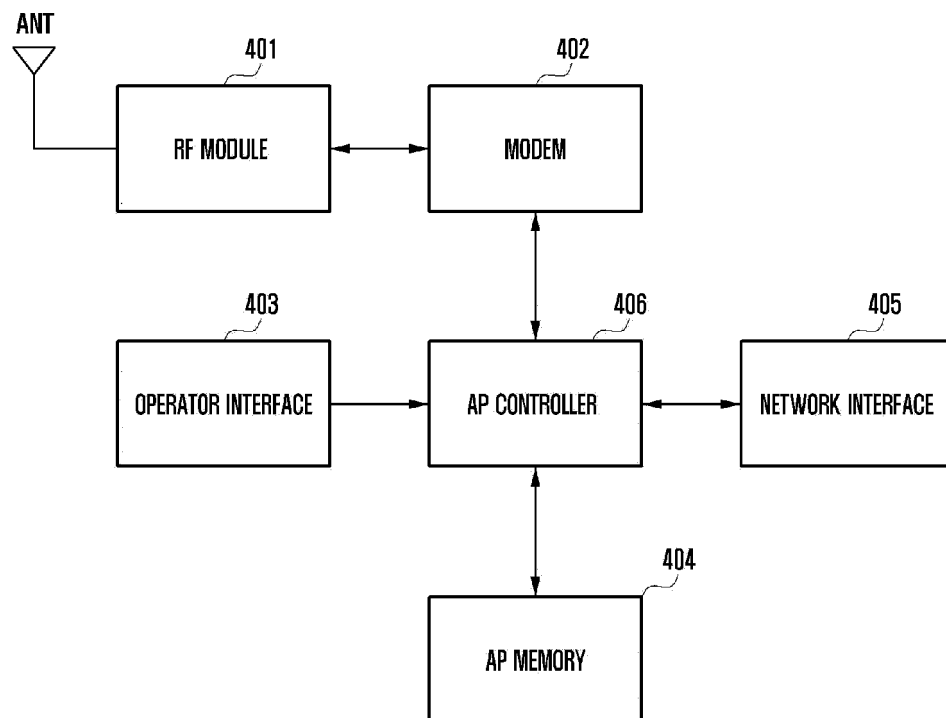 ANT
401
402
RF MODULE
MODEM
403
406
405
OPERATOR INTERFACE
AP CONTROLLER
NETWORK INTERFACE
404
AP MEMORY